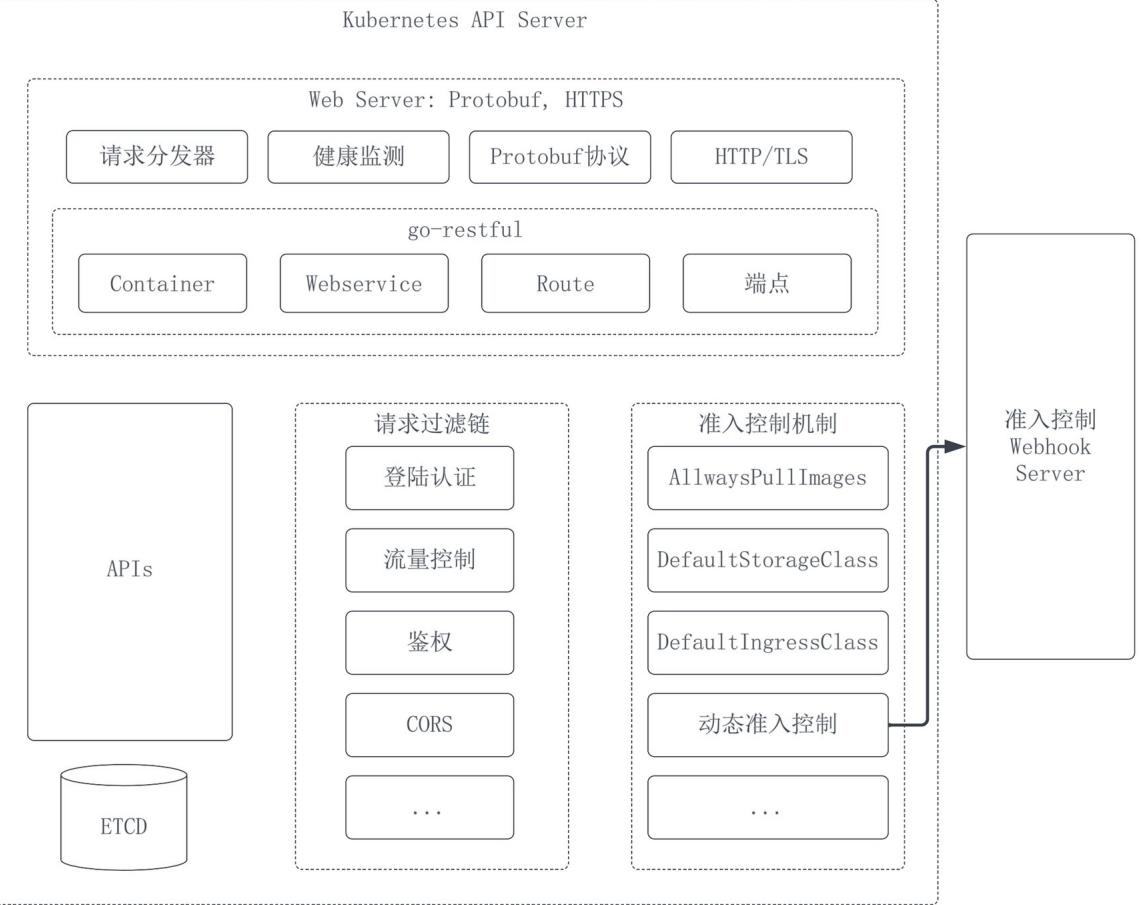 Kubernetes API Server
Web Server: Protobuf, HTTPS
请求分发器
健康监测
Protobuf协议
HTTP/TLS
go-restful
Container
Webservice
Route
端点
APIs
ETCD
请求过滤链
登陆认证
流量控制
鉴权
CORS
...
准入控制机制
AllwaysPullImages
DefaultStorageClass
DefaultIngressClass
动态准入控制
...
准入控制
Webhook
Server